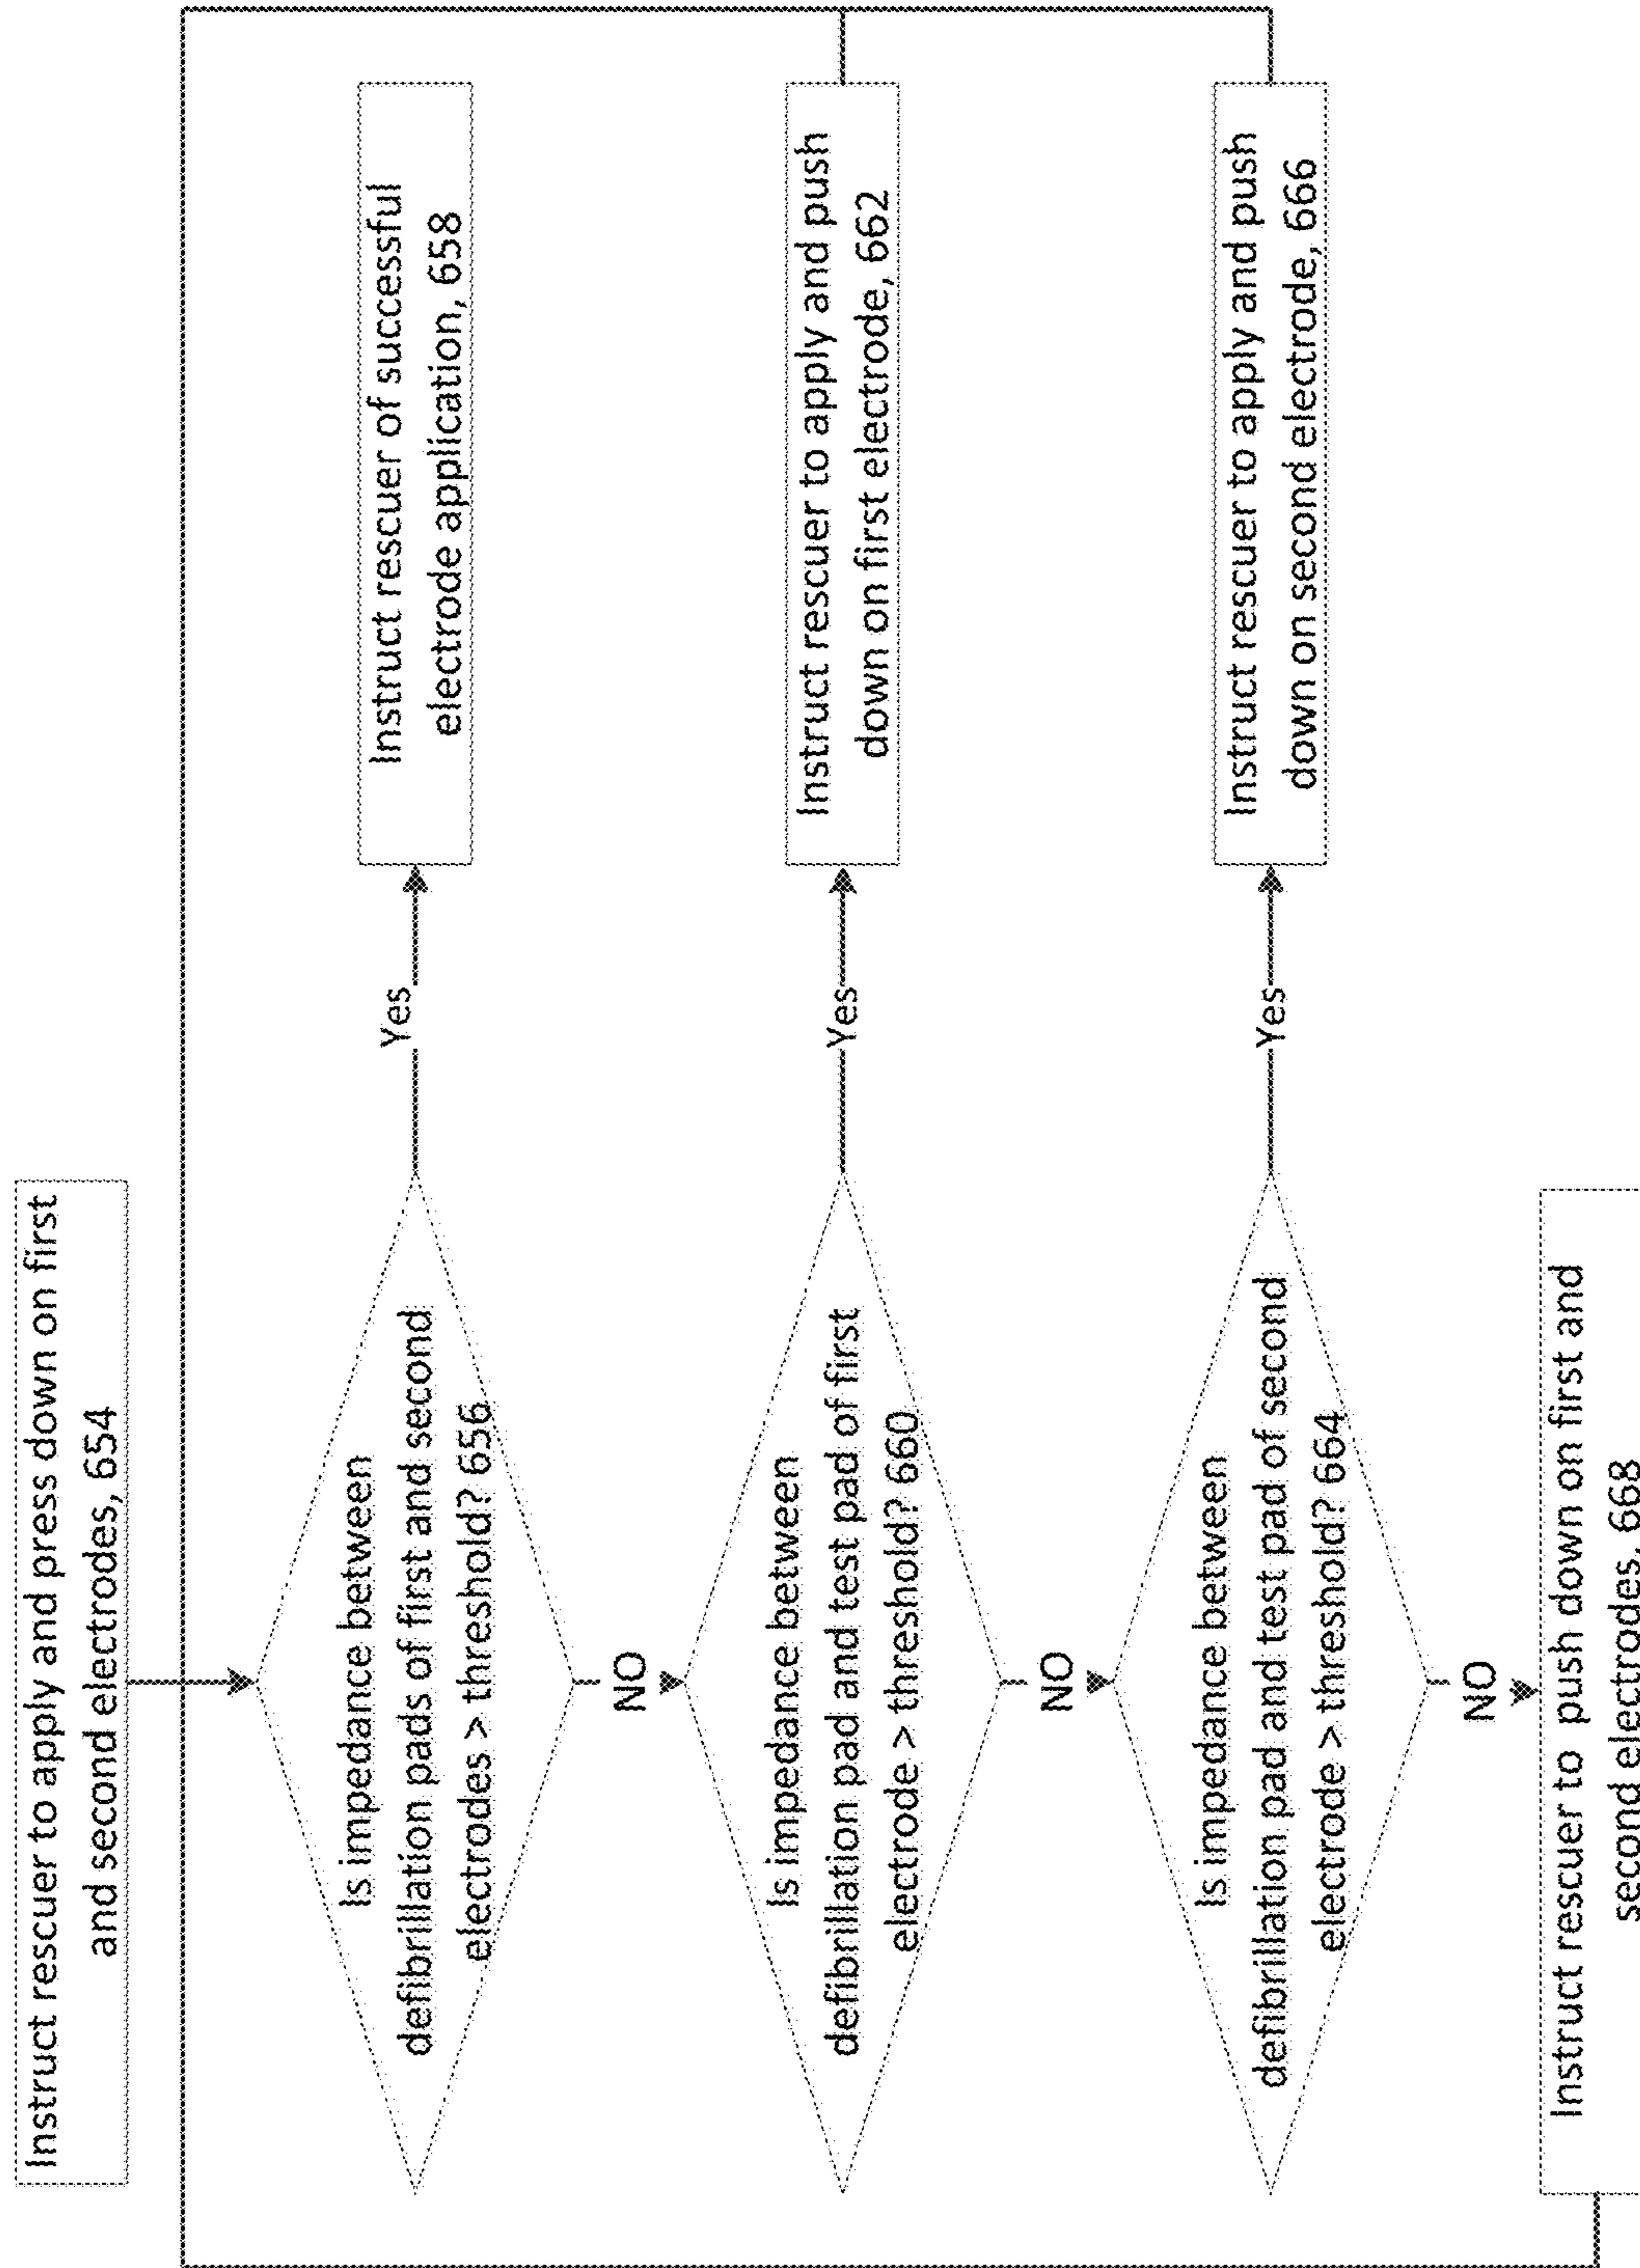 Instruct rescuer to apply and press down on first
and second electrodes, 654
Is impedance between
defibrillation pads of first and second
electrodes > threshold? 656
Yes
Instruct rescuer of successful
electrode application, 658
NO
Is impedance between
defibrillation pad and test pad of first
electrode > threshold? 660
Yes
Instruct rescuer to apply and push
down on first electrode, 662
NO
Is impedance between
defibrillation pad and test pad of second
electrode > threshold? 664
Yes
Instruct rescuer to apply and push
down on second electrode, 666
NO
Instruct rescuer to push down on first and
second electrodes, 668